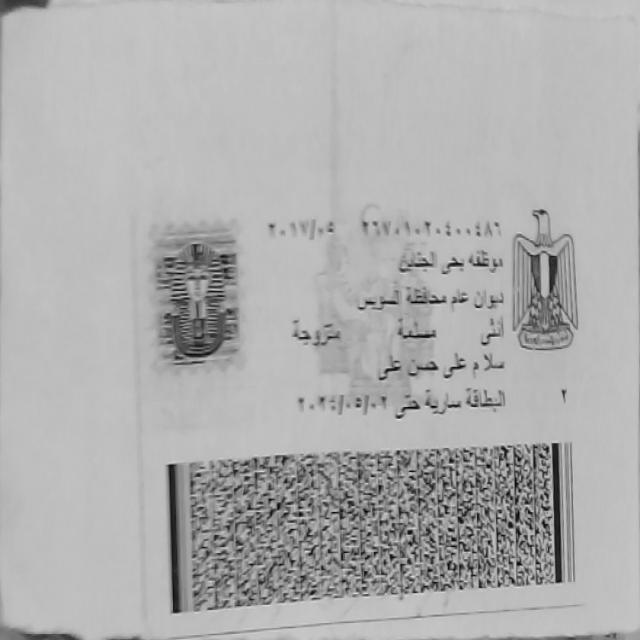 ٢٦٧٠١٠٢٠٤٠٠٤٨٦ ٢٠١٧/٠٥
موظفه بحى الجناين
ديوان عام محافظة السويس
أنثى مسلمة متزوجة
سلام على حسن على
البطاقة سارية حتى ٢٠٢٤/٠٥/٠٢
٢